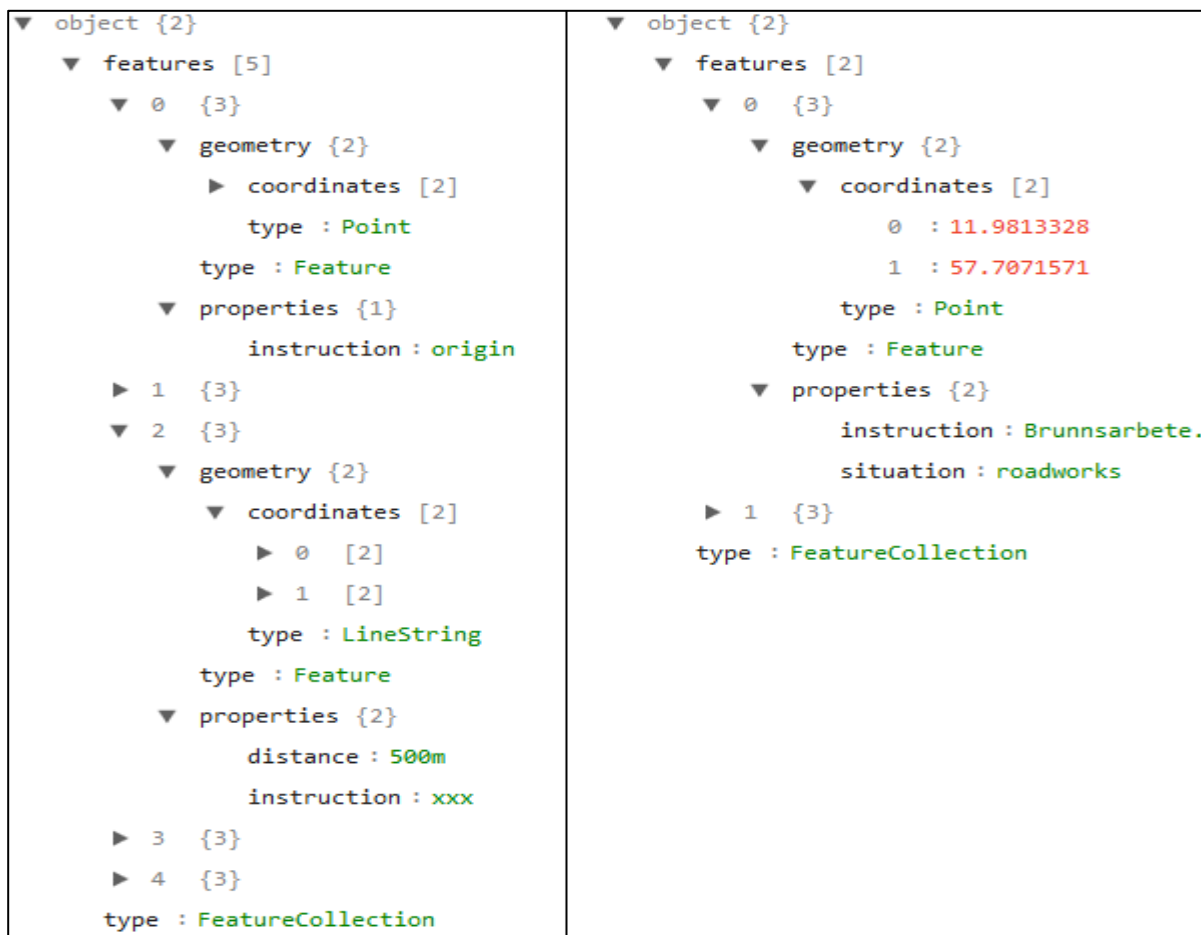 ▼ object {2}
▼ features [5]
▼ 0 {3}
▼ geometry {2}
► coordinates [2]
type : Point
type : Feature
▼ properties {1}
instruction : origin
► 1 {3}
▼ 2 {3}
▼ geometry {2}
▼ coordinates [2]
► 0 [2]
► 1 [2]
type : LineString
type : Feature
▼ properties {2}
distance : 500m
instruction : xxx
► 3 {3}
► 4 {3}
type : FeatureCollection
▼ object {2}
▼ features [2]
▼ 0 {3}
▼ geometry {2}
▼ coordinates [2]
0 : 11.9813328
1 : 57.7071571
type : Point
type : Feature
▼ properties {2}
instruction : Brunnsarbete.
situation : roadworks
► 1 {3}
type : FeatureCollection